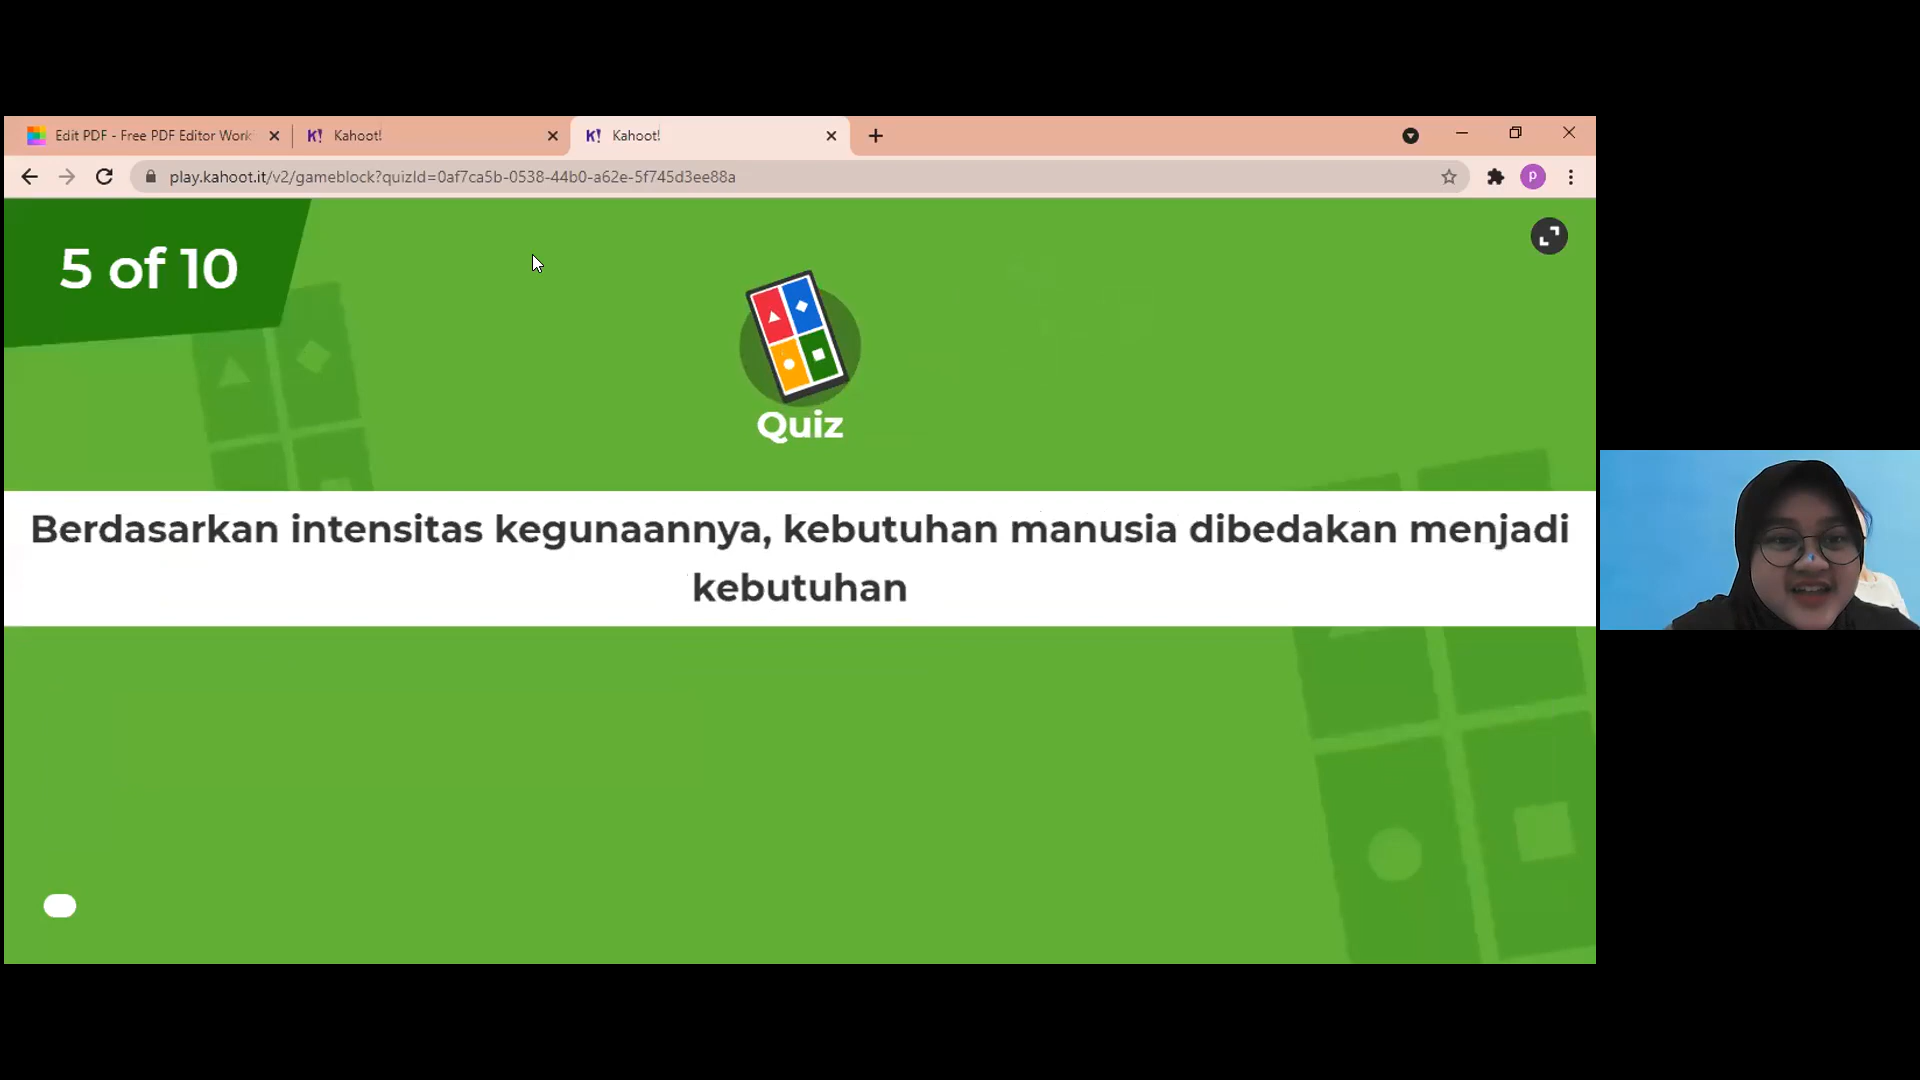 Edit PDF - Free PDF Editor Work
K! Kahoot!
K! Kahoot!
play.kahoot.it/v2/gameblock?quizId=0af7ca5b-0538-44b0-a62e-5f745d3ee88a
P
5 of 10
Quiz
Berdasarkan intensitas kegunaannya, kebutuhan manusia dibedakan menjadi
kebutuhan